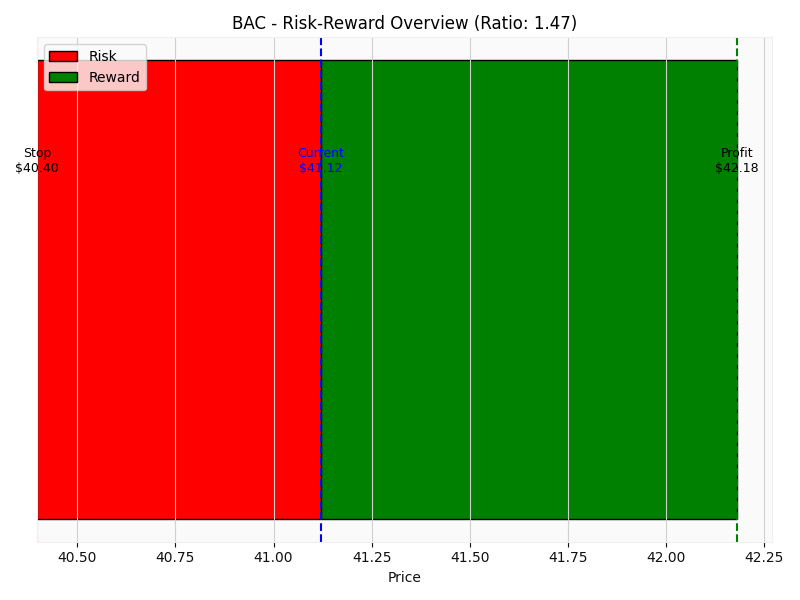 BAC - Risk-Reward Overview (Ratio: 1.47)
Risk
Reward
Stop
$40.40
Current
$41.12
Profit
$42.18
40.50 40.75 41.00 41.25 41.50 41.75 42.00 42.25
Price